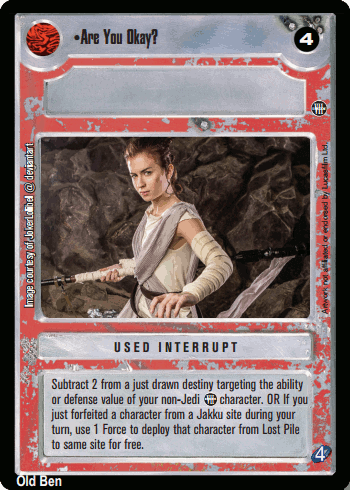 •Are You Okay?
4
Image courtesy of JokerLolibel @ deviantart
Artwork not affiliated or endorsed by Lucasfilm Ltd.
USED INTERRUPT
Subtract 2 from a just drawn destiny targeting the ability
or defense value of your non-Jedi character. OR If you
just forfeited a character from a Jakku site during your
turn, use 1 Force to deploy that character from Lost Pile
to same site for free.
4
Old Ben